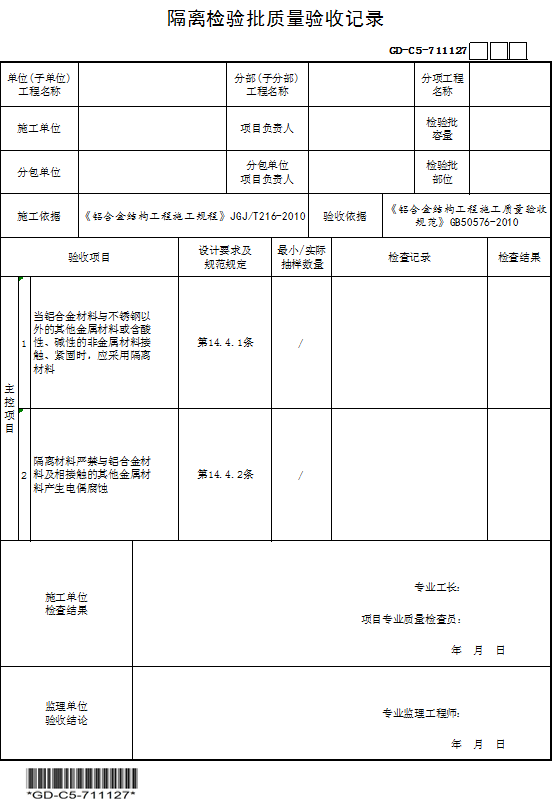 隔离检验批质量验收记录
GD-C5-711127
单位(子单位)
工程名称
分部(子分部)
工程名称
分项工程
名称
施工单位
项目负责人
检验批
容量
分包单位
分包单位
项目负责人
检验批
部位
施工依据
《铝合金结构工程施工规程》JGJ/T216-2010
验收依据
《铝合金结构工程施工质量验收
规范》GB50576-2010
验收项目
设计要求及
规范规定
最小/实际
抽样数量
检查记录
检查结果
主
控
项
目
1
当铝合金材料与不锈钢以
外的其他金属材料或含酸
性、碱性的非金属材料接
触、紧固时，应采用隔离
材料
第14.4.1条
/
2
隔离材料严禁与铝合金材
料及相接触的其他金属材
料产生电偶腐蚀
第14.4.2条
/
施工单位
检查结果
专业工长：
项目专业质量检查员：
年 月 日
监理单位
验收结论
专业监理工程师：
年 月 日
*GD-C5-711127*